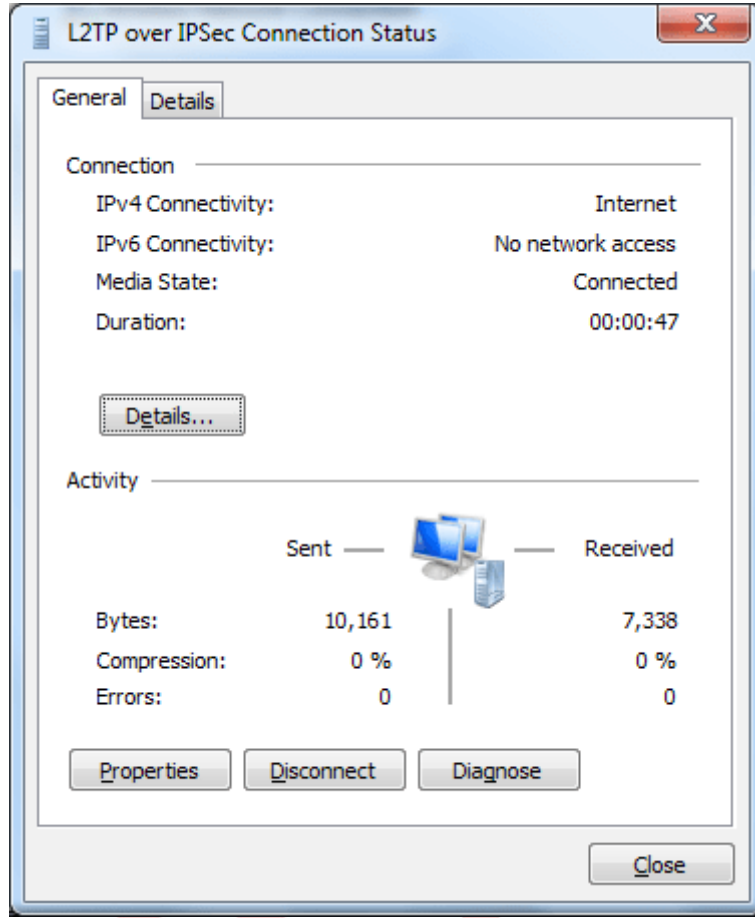 L2TP over IPSec Connection Status
General Details
Connection
IPv4 Connectivity: Internet
IPv6 Connectivity: No network access
Media State: Connected
Duration: 00:00:47
Details...
Activity
Sent Received
Bytes: 10,161 7,338
Compression: 0 % 0 %
Errors: 0 0
Properties Disconnect Diagnose
Close